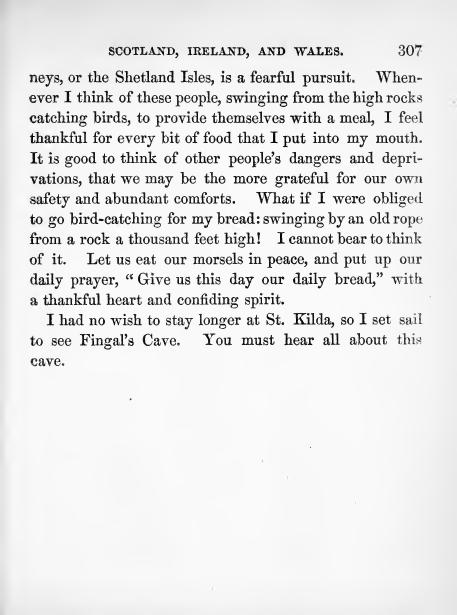 SCOTLAND, IRELAND, AND WALES. 307
neys, or the Shetland Isles, is a fearful pursuit. When-
ever I think of these people, swinging from the high rocks
catching birds, to provide themselves with a meal, I feel
thankful for every bit of food that I put into my mouth.
It is good to think of other people's dangers and depri-
vations, that we may be the more grateful for our own
safety and abundant comforts. What if I were obliged
to go bird-catching for my bread: swinging by an old rope
from a rock a thousand feet high! I cannot bear to think
of it. Let us eat our morsels in peace, and put up our
daily prayer, “Give us this day our daily bread,” with
a thankful heart and confiding spirit.
I had no wish to stay longer at St. Kilda, so I set sail
to see Fingal's Cave. You must hear all about this
cave.